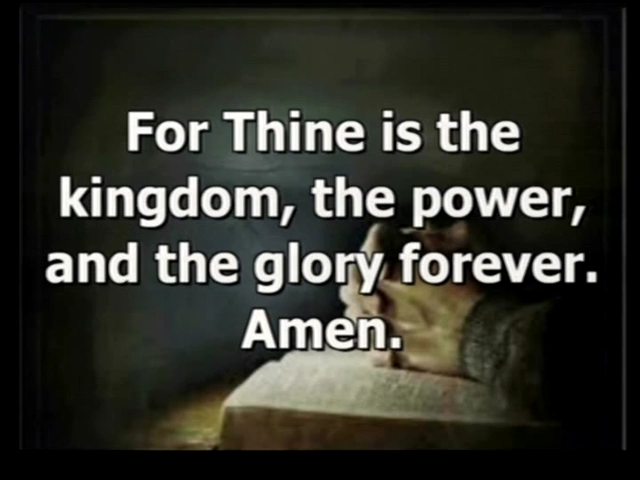 For Thine is the
kingdom, the power,
and the glory forever.
Amen.